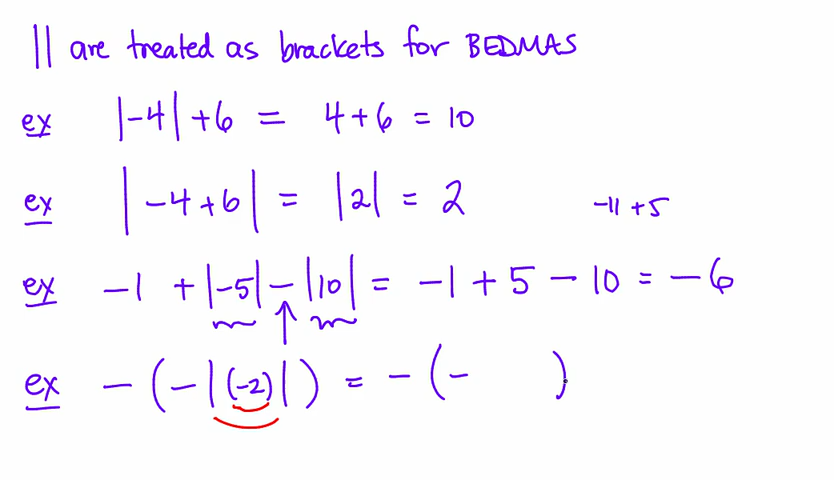 || are treated as brackets for BEDMAS
ex |-4| + 6 = 4 + 6 = 10
ex |-4 + 6| = |2| = 2 -11 + 5
ex -1 + |-5| - |10| = -1 + 5 - 10 = -6
ex - (- |(-2)|) = - (- )